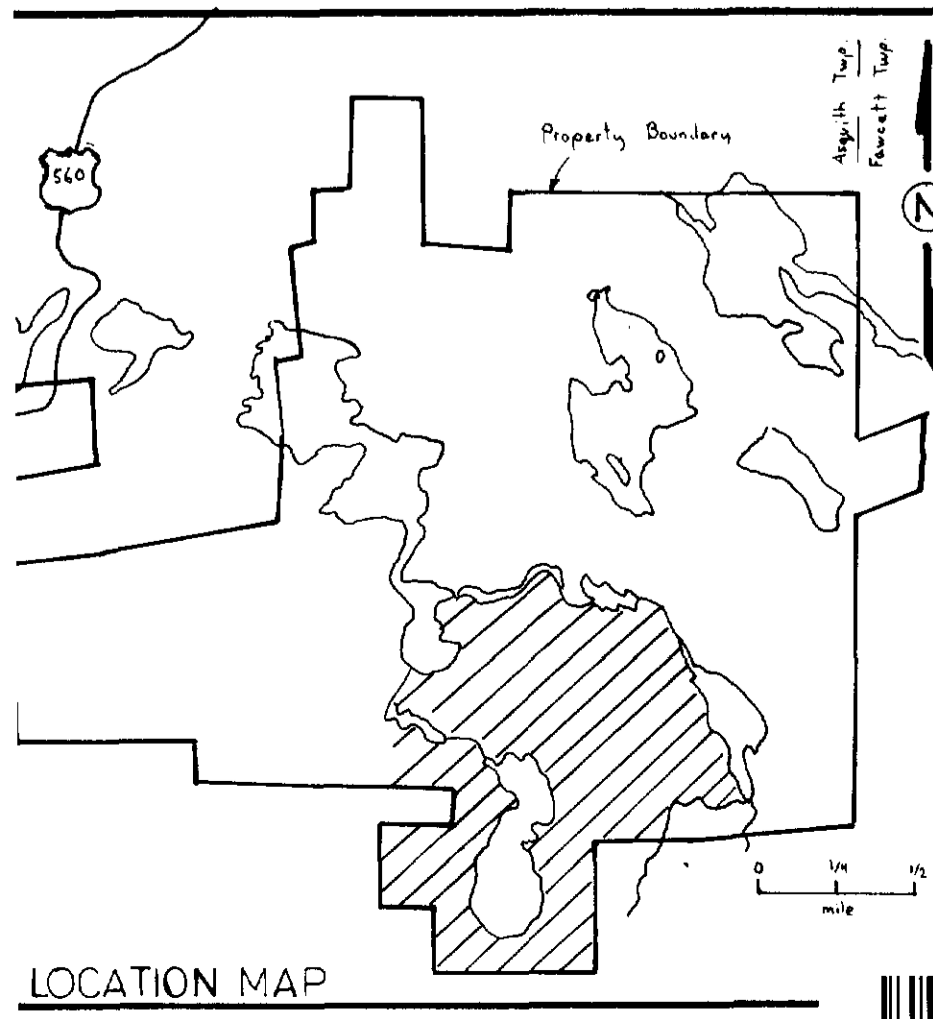 Asquith Twp.
Fawcett Twp.
Property Boundary
560
N
0 1/4 1/2
mile
LOCATION MAP